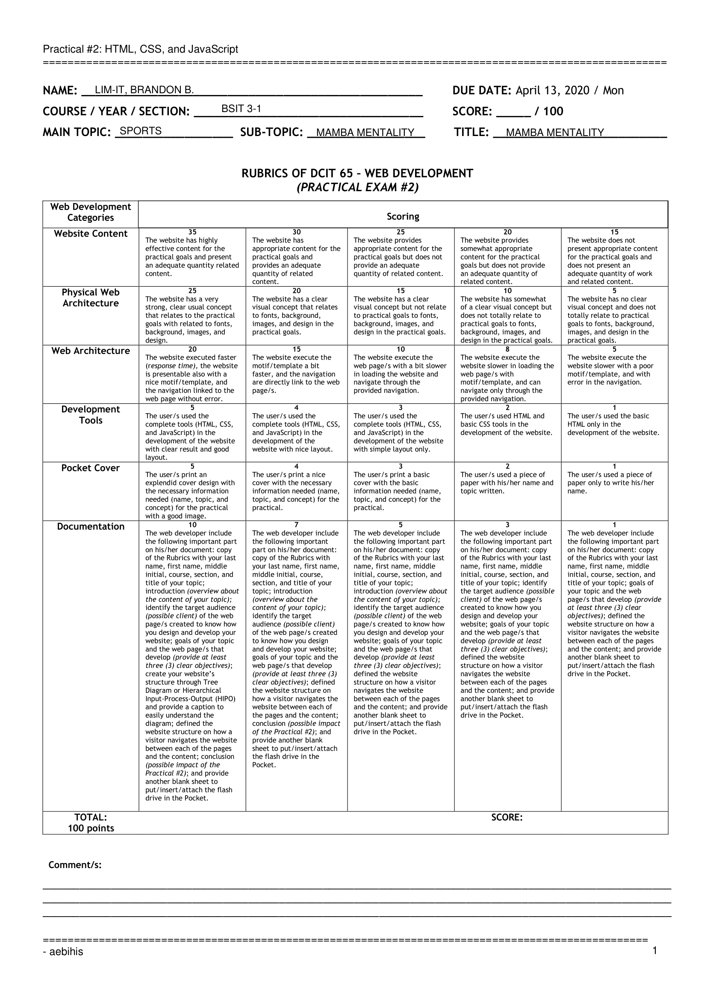 Practical #2: HTML, CSS, and JavaScript
====================================================================================================
NAME: LIM-IT, BRANDON B. DUE DATE: April 13, 2020 / Mon
COURSE / YEAR / SECTION: BSIT 3-1 SCORE: _____ / 100
MAIN TOPIC: SPORTS SUB-TOPIC: MAMBA MENTALITY TITLE: MAMBA MENTALITY
RUBRICS OF DCIT 65 – WEB DEVELOPMENT
(PRACTICAL EXAM #2)
Web Development
Categories
Scoring
Website Content
35
The website has highly
effective content for the
practical goals and present
an adequate quantity related
content.
30
The website has
appropriate content for the
practical goals and
provides an adequate
quantity of related
content.
25
The website provides
appropriate content for the
practical goals but does not
provide an adequate
quantity of related content.
20
The website provides
somewhat appropriate
content for the practical
goals but does not provide
an adequate quantity of
related content.
15
The website does not
present appropriate content
for the practical goals and
does not present an
adequate quantity of work
and related content.
Physical Web
Architecture
25
The website has a very
strong, clear usual concept
that relates to the practical
goals with related to fonts,
background, images, and
design.
20
The website has a clear
visual concept that relates
to fonts, background,
images, and design in the
practical goals.
15
The website has a clear
visual concept but not relate
to practical goals to fonts,
background, images, and
design in the practical goals.
10
The website has somewhat
of a clear visual concept but
does not totally relate to
practical goals to fonts,
background, images, and
design in the practical goals.
5
The website has no clear
visual concept and does not
totally relate to practical
goals to fonts, background,
images, and design in the
practical goals.
Web Architecture
20
The website executed faster
(response time), the website
is presentable also with a
nice motif/template, and
the navigation linked to the
web page without error.
15
The website execute the
motif/template a bit
faster, and the navigation
are directly link to the web
page/s.
10
The website execute the
web page/s with a bit slower
in loading the website and
navigate through the
provided navigation.
8
The website execute the
website slower in loading the
web page/s with
motif/template, and can
navigate only through the
provided navigation.
5
The website execute the
website slower with a poor
motif/template, and with
error in the navigation.
Development
Tools
5
The user/s used the
complete tools (HTML, CSS,
and JavaScript) in the
development of the website
with clear result and good
layout.
4
The user/s used the
complete tools (HTML, CSS,
and JavaScript) in the
development of the
website with nice layout.
3
The user/s used the
complete tools (HTML, CSS,
and JavaScript) in the
development of the website
with simple layout only.
2
The user/s used HTML and
basic CSS tools in the
development of the website.
1
The user/s used the basic
HTML only in the
development of the website.
Pocket Cover
5
The user/s print an
explendid cover design with
the necessary information
needed (name, topic, and
concept) for the practical
with a good image.
4
The user/s print a nice
cover with the necessary
information needed (name,
topic, and concept) for the
practical.
3
The user/s print a basic
cover with the basic
information needed (name,
topic, and concept) for the
practical.
2
The user/s used a piece of
paper with his/her name and
topic written.
1
The user/s used a piece of
paper only to write his/her
name.
Documentation
10
The web developer include
the following important part
on his/her document: copy
of the Rubrics with your last
name, first name, middle
initial, course, section, and
title of your topic;
introduction (overview about
the content of your topic);
identify the target audience
(possible client) of the web
page/s created to know how
you design and develop your
website; goals of your topic
and the web page/s that
develop (provide at least
three (3) clear objectives);
create your website’s
structure through Tree
Diagram or Hierarchical
Input-Process-Output (HIPO)
and provide a caption to
easily understand the
diagram; defined the
website structure on how a
visitor navigates the website
between each of the pages
and the content; conclusion
(possible impact of the
Practical #2); and provide
another blank sheet to
put/insert/attach the flash
drive in the Pocket.
7
The web developer include
the following important
part on his/her document:
copy of the Rubrics with
your last name, first name,
middle initial, course,
section, and title of your
topic; introduction
(overview about the
content of your topic);
identify the target
audience (possible client)
of the web page/s created
to know how you design
and develop your website;
goals of your topic and the
web page/s that develop
(provide at least three (3)
clear objectives); defined
the website structure on
how a visitor navigates the
website between each of
the pages and the content;
conclusion (possible impact
of the Practical #2); and
provide another blank
sheet to put/insert/attach
the flash drive in the
Pocket.
5
The web developer include
the following important part
on his/her document: copy
of the Rubrics with your last
name, first name, middle
initial, course, section, and
title of your topic;
introduction (overview about
the content of your topic);
identify the target audience
(possible client) of the web
page/s created to know how
you design and develop your
website; goals of your topic
and the web page/s that
develop (provide at least
three (3) clear objectives);
defined the website
structure on how a visitor
navigates the website
between each of the pages
and the content; and provide
another blank sheet to
put/insert/attach the flash
drive in the Pocket.
3
The web developer include
the following important part
on his/her document: copy
of the Rubrics with your last
name, first name, middle
initial, course, section, and
title of your topic; identify
the target audience (possible
client) of the web page/s
created to know how you
design and develop your
website; goals of your topic
and the web page/s that
develop (provide at least
three (3) clear objectives);
defined the website
structure on how a visitor
navigates the website
between each of the pages
and the content; and provide
another blank sheet to
put/insert/attach the flash
drive in the Pocket.
1
The web developer include
the following important part
on his/her document: copy
of the Rubrics with your last
name, first name, middle
initial, course, section, and
title of your topic; goals of
your topic and the web
page/s that develop (provide
at least three (3) clear
objectives); defined the
website structure on how a
visitor navigates the website
between each of the pages
and the content; and provide
another blank sheet to
put/insert/attach the flash
drive in the Pocket.
TOTAL:
100 points
SCORE:
Comment/s:
=================================================================================================
- aebihis 1